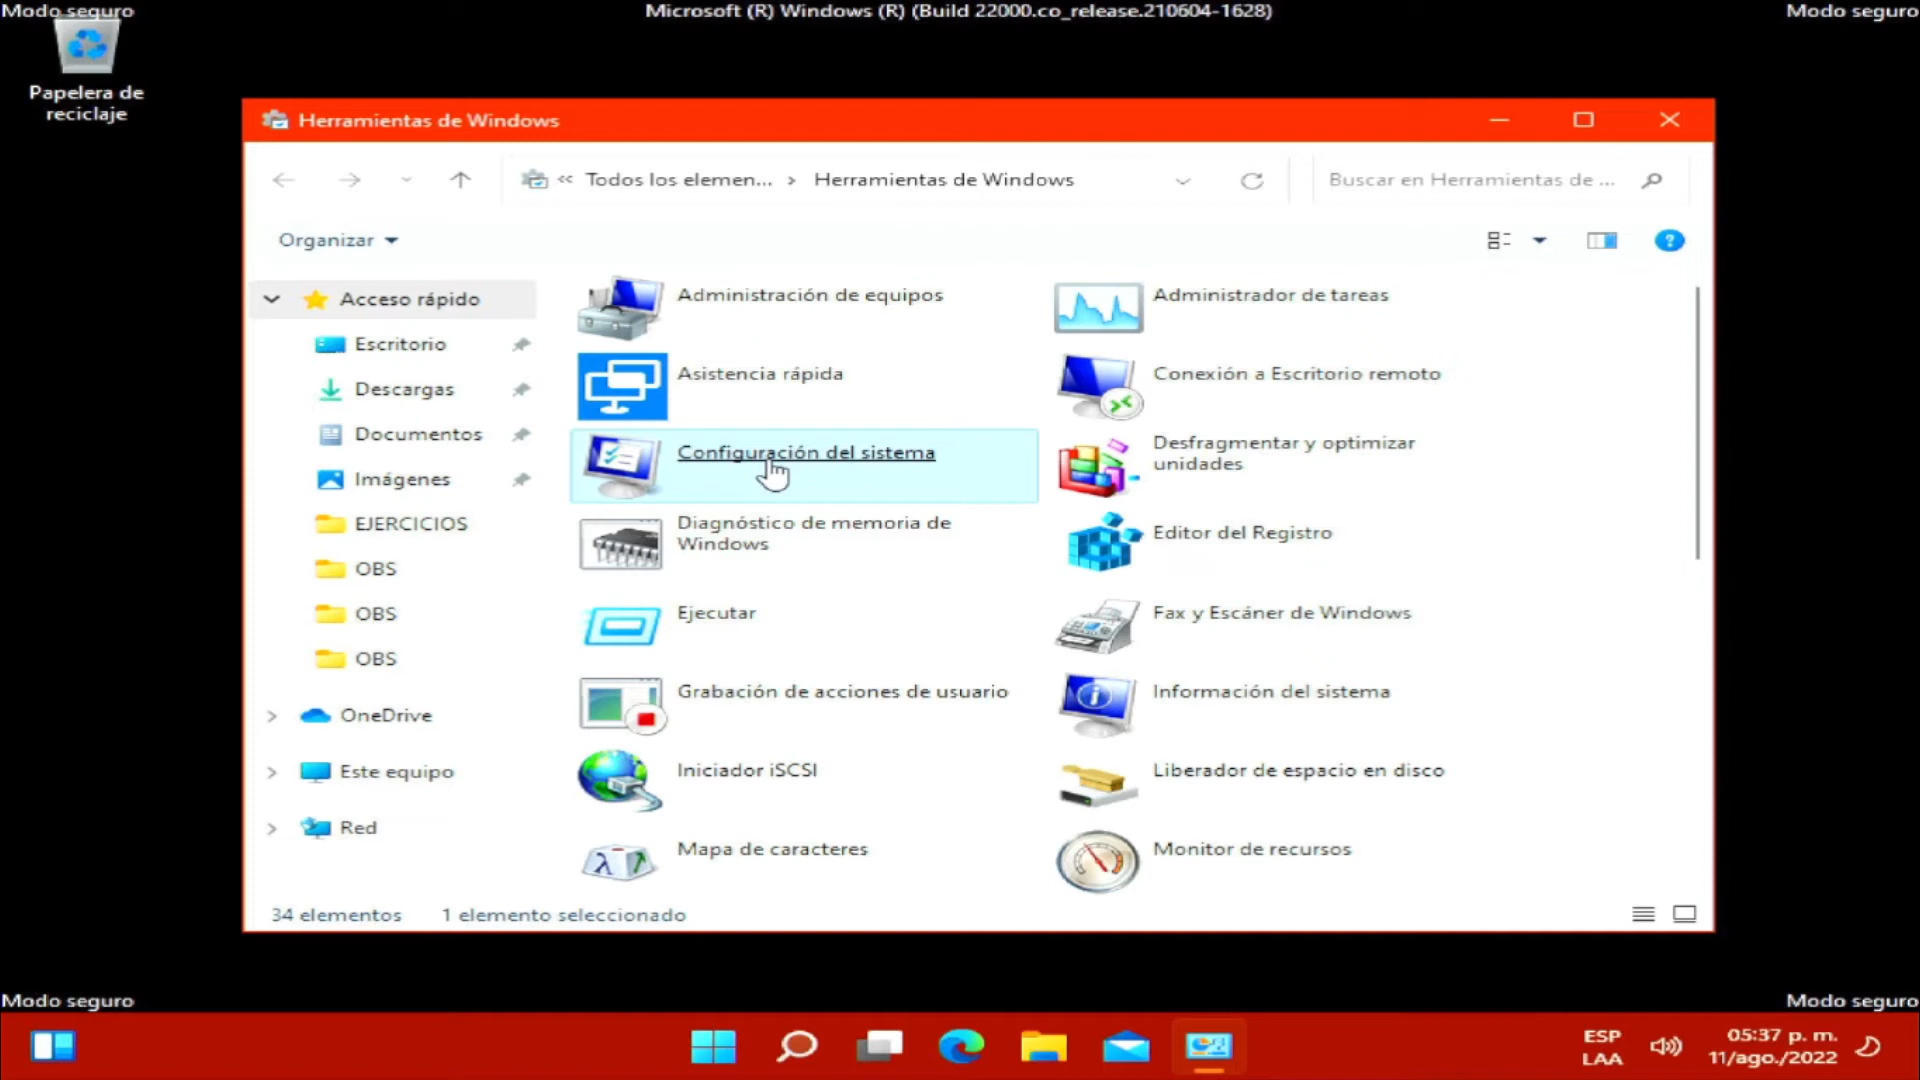 Modo seguro
Microsoft (R) Windows (R) (Build 22000.co_release.210604-1628)
Modo seguro
Papelera de
reciclaje
Herramientas de Windows
« Todos los elemen... › Herramientas de Windows
Buscar en Herramientas de ...
Organizar
?
Acceso rápido
Escritorio
Descargas
Documentos
Imágenes
EJERCICIOS
OBS
OBS
OBS
OneDrive
Este equipo
Red
Administración de equipos
Administrador de tareas
Asistencia rápida
Conexión a Escritorio remoto
Configuración del sistema
Desfragmentar y optimizar
unidades
Diagnóstico de memoria de
Windows
Editor del Registro
Ejecutar
Fax y Escáner de Windows
Grabación de acciones de usuario
Información del sistema
Iniciador iSCSI
Liberador de espacio en disco
Mapa de caracteres
Monitor de recursos
34 elementos
1 elemento seleccionado
Modo seguro
Modo seguro
ESP
LAA
05:37 p. m.
11/ago./2022